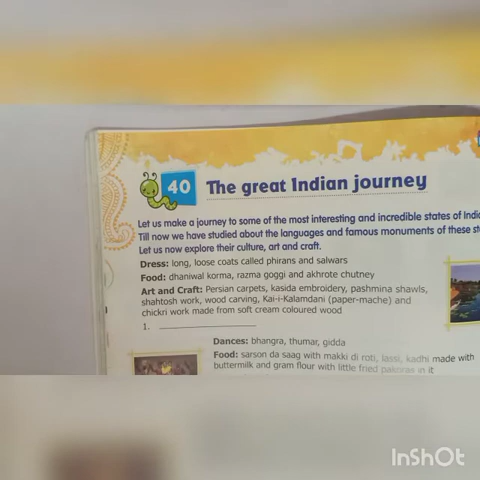 40 The great Indian journey
Let us make a journey to some of the most interesting and incredible states of
Till now we have studied about the languages and famous monuments of these
Let us now explore their culture, art and craft.
Dress: long, loose coats called phirans and salwars
Food: dhaniwal korma, razma goggi and akhrote chutney
Art and Craft: Persian carpets, kasida embroidery, pashmina shawls,
shahtosh work, wood carving, Kai-i-Kalamdani (paper-mache) and
chickri work made from soft cream coloured wood
1.
Dances: bhangra, thumar, gidda
Food: sarson da saag with makki di roti, lassi, kadhi made with
buttermilk and gram flour with little fried pakoras in it
InShOt